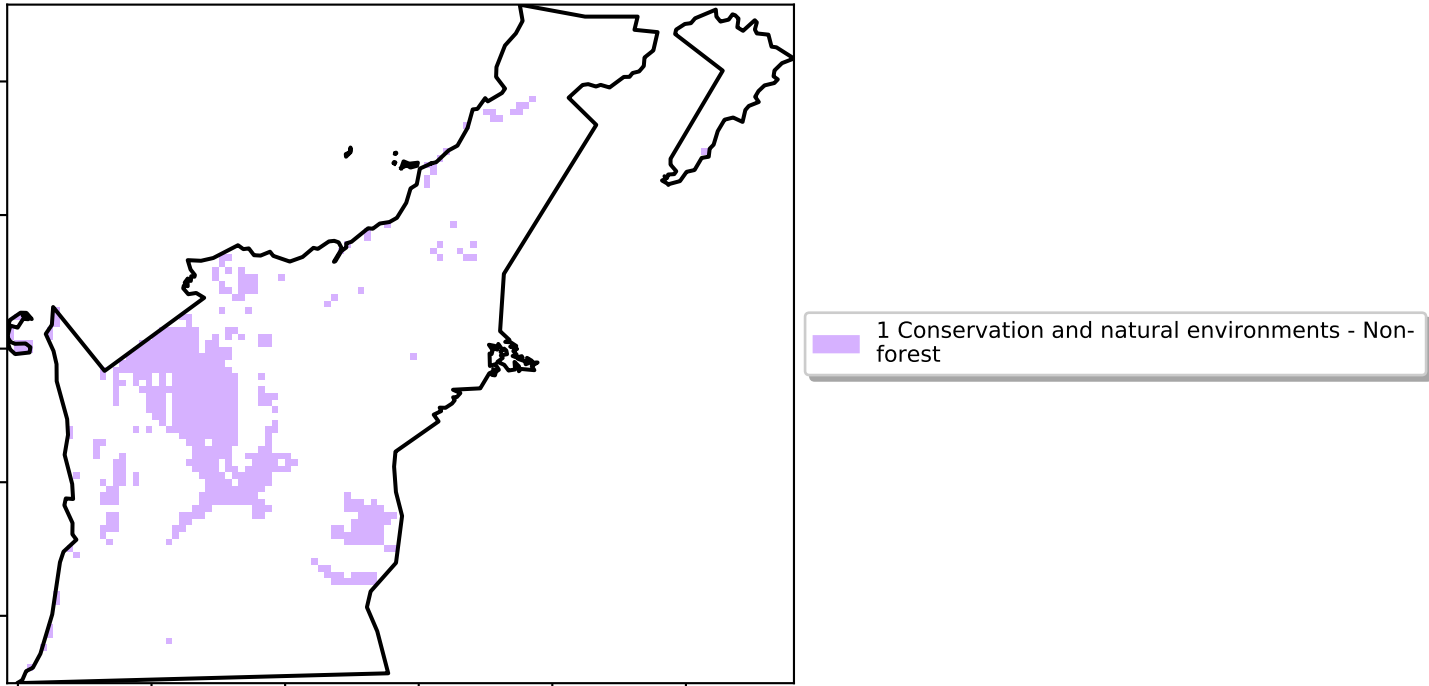 1 Conservation and natural environments - Non-
forest